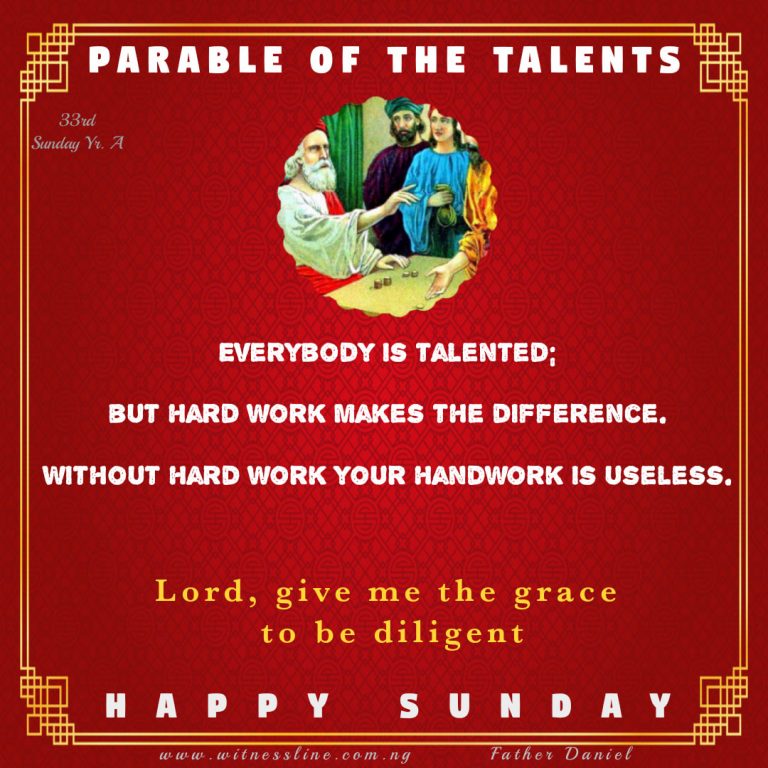 PARABLE OF THE TALENTS
33rd
Sunday Yr. A
EVERYBODY IS TALENTED;
BUT HARD WORK MAKES THE DIFFERENCE.
WITHOUT HARD WORK YOUR HANDWORK IS USELESS.
Lord, give me the grace
to be diligent
HAPPY SUNDAY
www.witnessline.com.ng Father Daniel